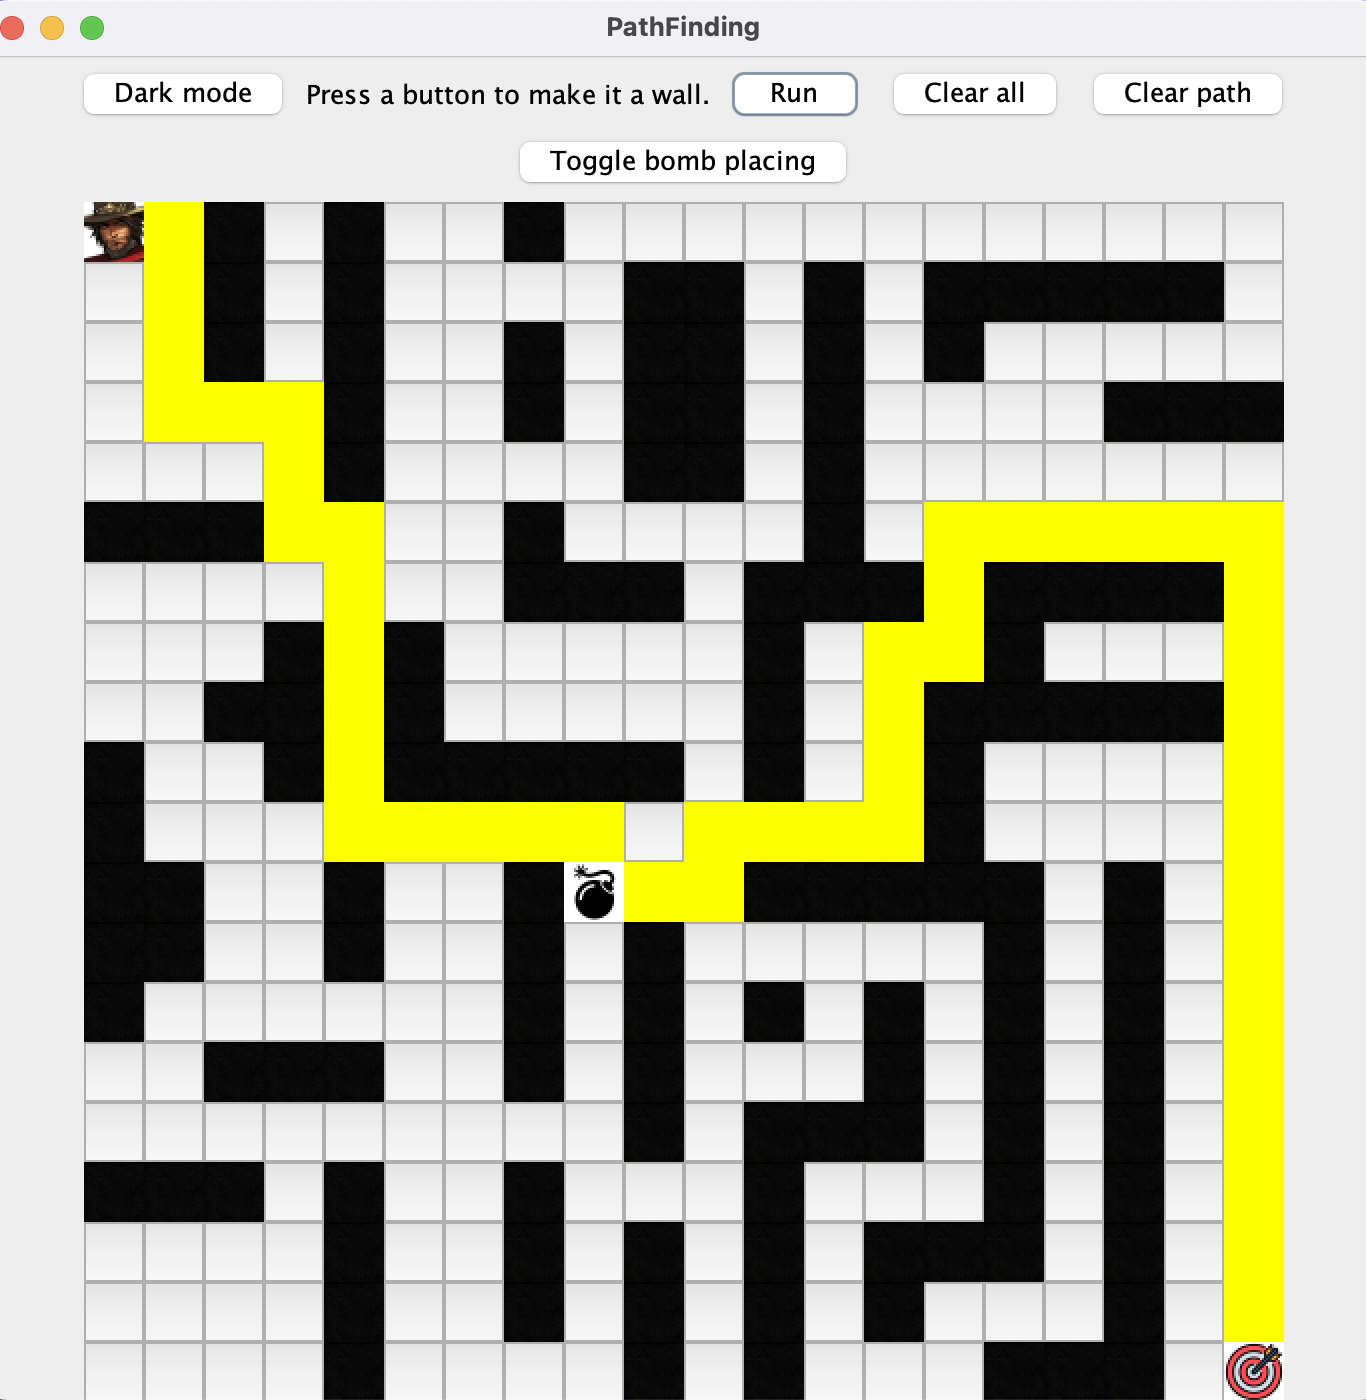 PathFinding
Dark mode Press a button to make it a wall. Run Clear all Clear path
Toggle bomb placing